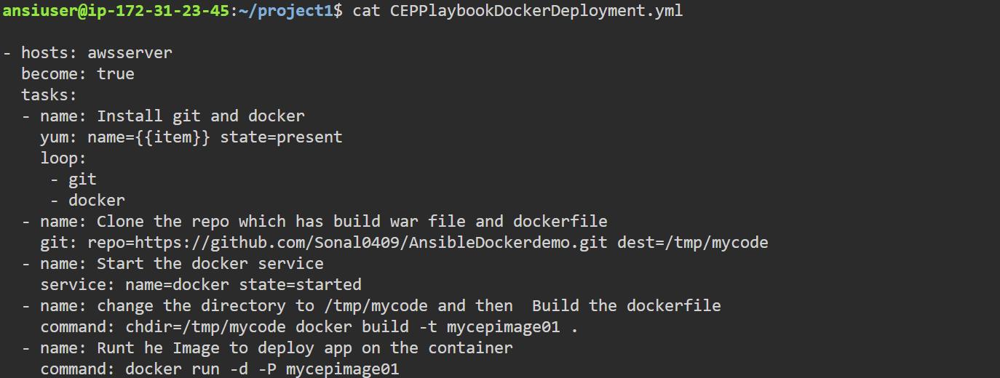 ansiuser@ip-172-31-23-45:~/project1$ cat CEPPlaybookDockerDeployment.yml
- hosts: awsserver
  become: true
  tasks:
  - name: Install git and docker
    yum: name={{item}} state=present
    loop:
     - git
     - docker
  - name: Clone the repo which has build war file and dockerfile
    git: repo=https://github.com/Sonal0409/AnsibleDockerdemo.git dest=/tmp/mycode
  - name: Start the docker service
    service: name=docker state=started
  - name: change the directory to /tmp/mycode and then  Build the dockerfile
    command: chdir=/tmp/mycode docker build -t mycepimage01 .
  - name: Runt he Image to deploy app on the container
    command: docker run -d -P mycepimage01